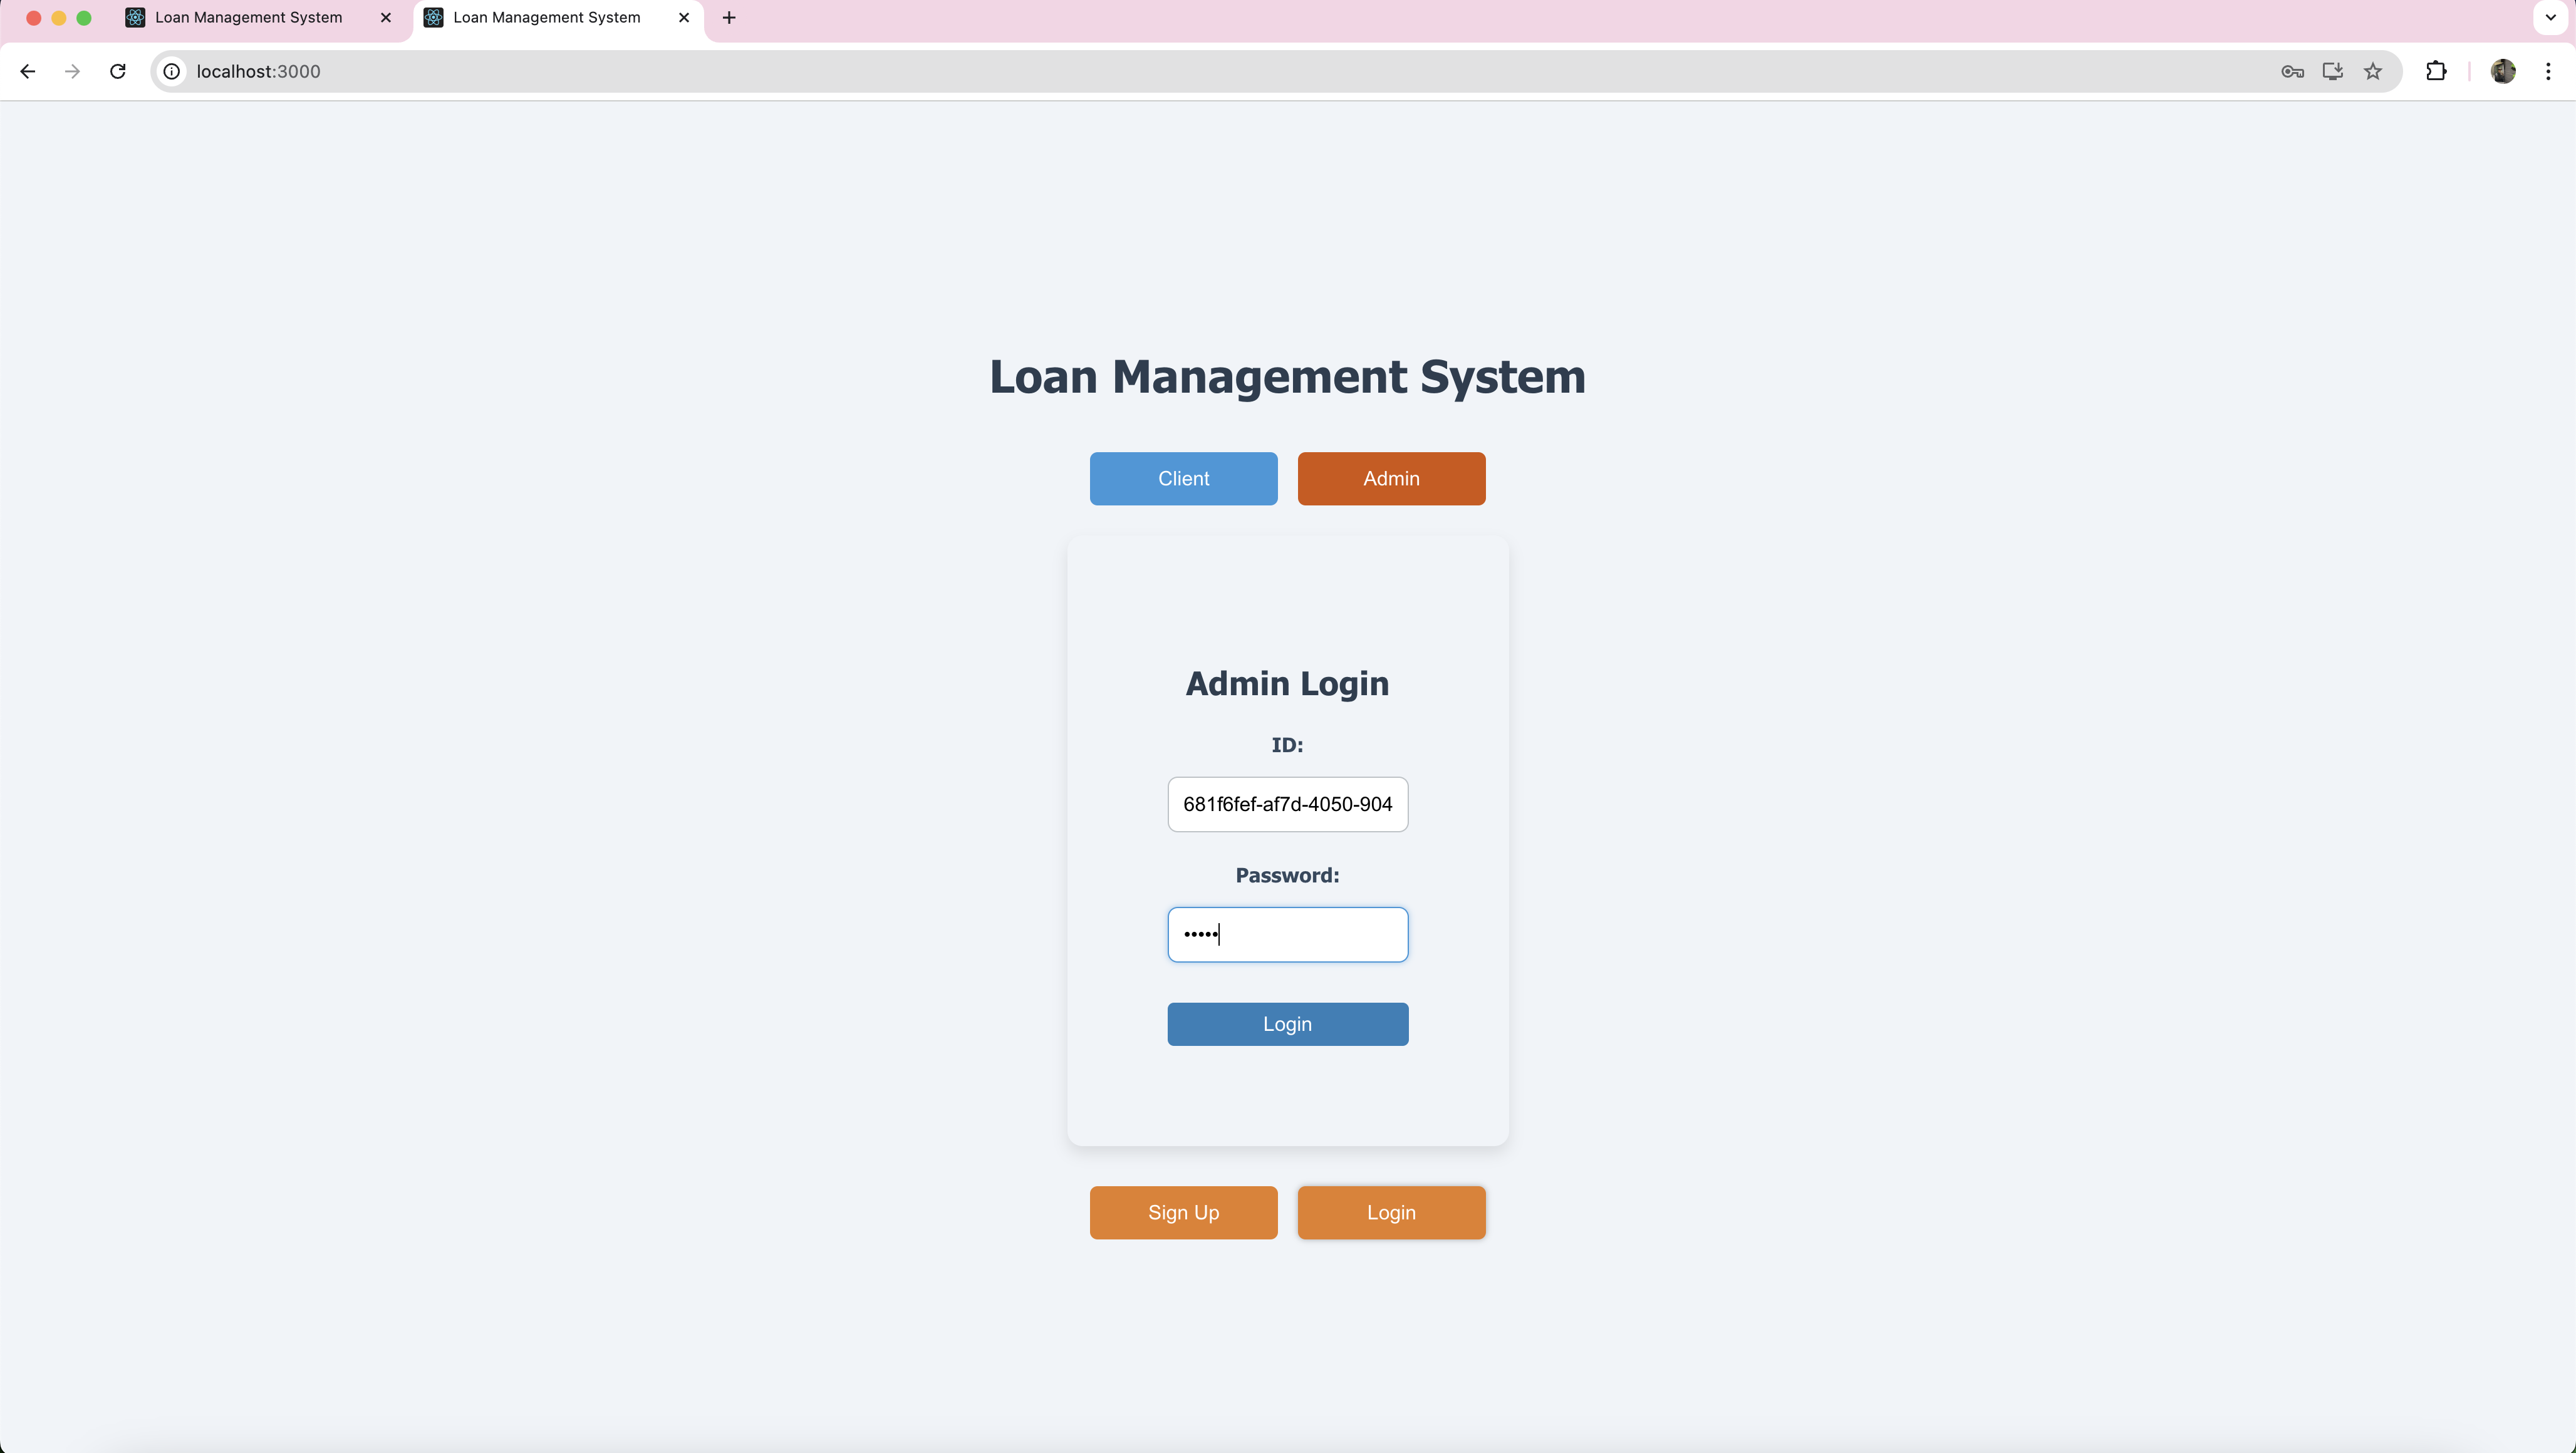 Loan Management System
Loan Management System
localhost:3000
Loan Management System
Client
Admin
Admin Login
ID:
681f6fef-af7d-4050-904
Password:
•••••
Login
Sign Up
Login